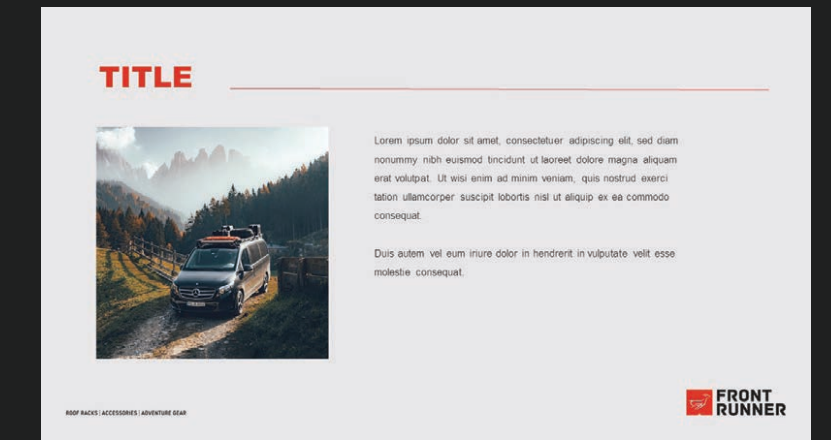 TITLE
Lorem ipsum dolor sit amet, consectetuer adipiscing elit, sed diam
nonummy nibh euismod tincidunt ut laoreet dolore magna aliquam
erat volutpat. Ut wisi enim ad minim veniam, quis nostrud exerci
tation ullamcorper suscipit lobortis nisl ut aliquip ex ea commodo
consequat.
Duis autem vel eum iriure dolor in hendrerit in vulputate velit esse
molestie consequat.
ROOF RACKS | ACCESSORIES | ADVENTURE GEAR
FRONT
RUNNER